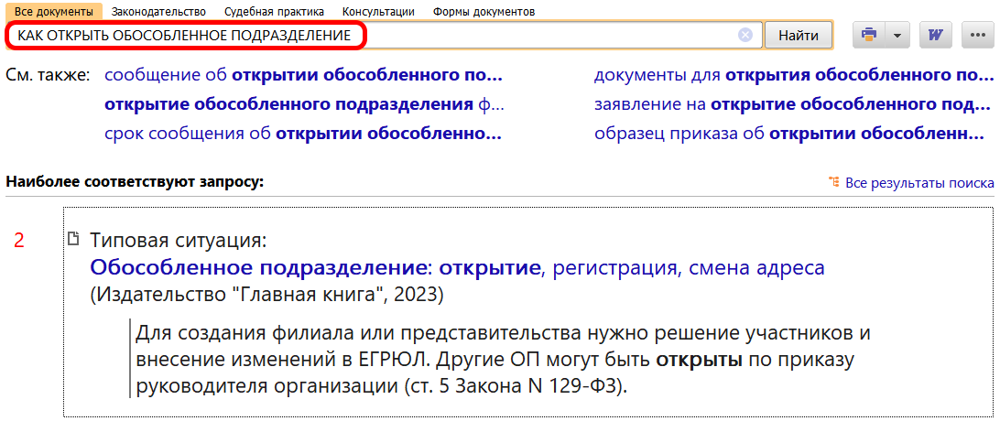 Все документы Законодательство Судебная практика Консультации Формы документов
КАК ОТКРЫТЬ ОБОСОБЛЕННОЕ ПОДРАЗДЕЛЕНИЕ Найти W
См. также: сообщение об открытии обособленного по... документы для открытия обособленного по...
открытие обособленного подразделения ф... заявление на открытие обособленного под...
срок сообщения об открытии обособленно... образец приказа об открытии обособленн...
Наиболее соответствуют запросу: Все результаты поиска
2 Типовая ситуация:
Обособленное подразделение: открытие, регистрация, смена адреса
(Издательство "Главная книга", 2023)
Для создания филиала или представительства нужно решение участников и
внесение изменений в ЕГРЮЛ. Другие ОП могут быть открыты по приказу
руководителя организации (ст. 5 Закона N 129-ФЗ).